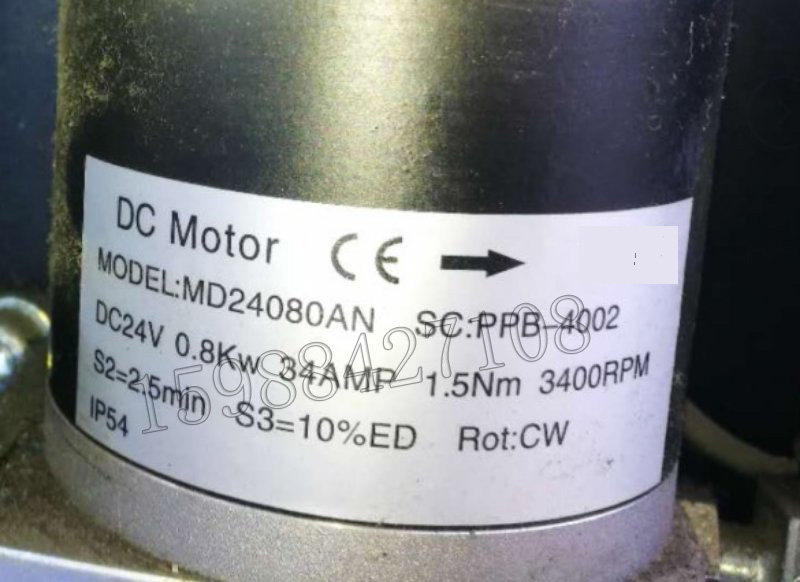 DC Motor CE
MODEL:MD24080AN SC:PPB-4002
DC24V 0.8Kw 34AMP 1.5Nm 3400RPM
S2=2.5min S3=10%ED Rot:CW
IP54
15988427108